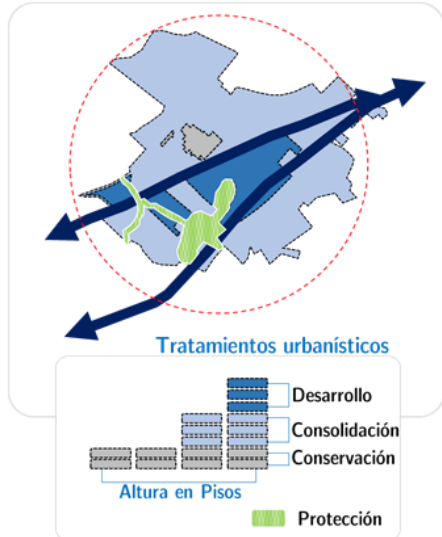 Tratamientos urbanísticos
Desarrollo
Consolidación
Conservación
Altura en Pisos
Protección